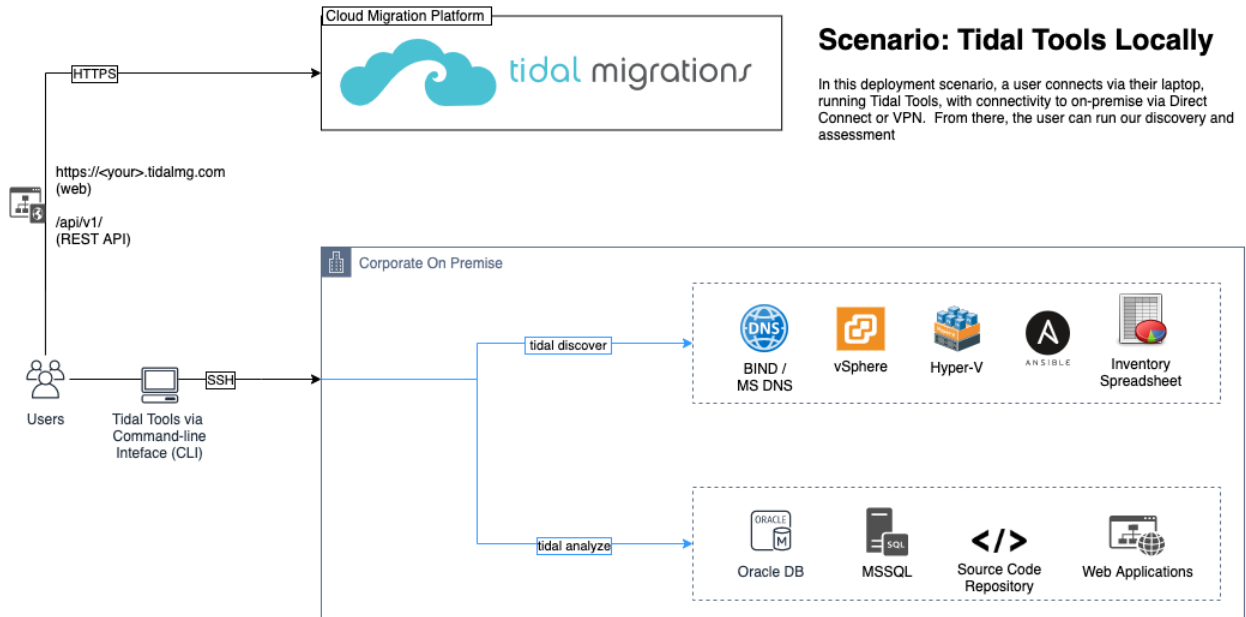 Cloud Migration Platform
tidal migrations
Scenario: Tidal Tools Locally
In this deployment scenario, a user connects via their laptop,
running Tidal Tools, with connectivity to on-premise via Direct
Connect or VPN. From there, the user can run our discovery and
assessment
HTTPS
https://<your>.tidalmg.com
(web)
/api/v1/
(REST API)
Corporate On Premise
tidal discover
DNS
BIND /
MS DNS
vSphere
Hyper-V
ANSIBLE
Inventory
Spreadsheet
SSH
Users
Tidal Tools via
Command-line
Inteface (CLI)
tidal analyze
ORACLE
M
Oracle DB
SQL
MSSQL
</>
Source Code
Repository
Web Applications